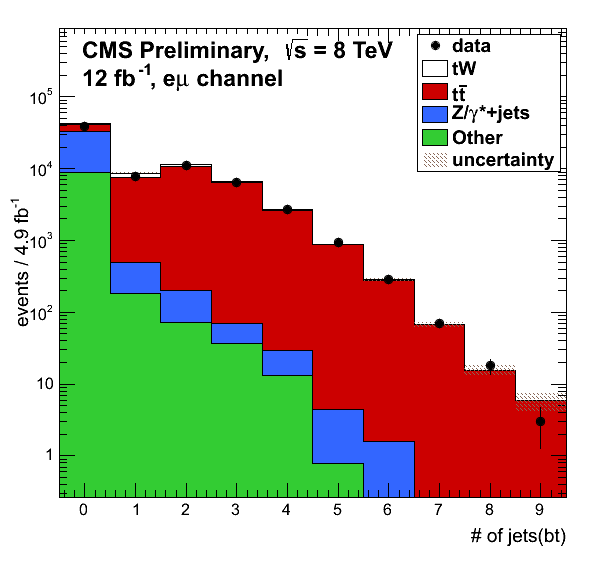 CMS Preliminary, √s = 8 TeV
12 fb⁻¹, eμ channel
data
tW
tt̄
Z/γ*+jets
Other
uncertainty
events / 4.9 fb⁻¹
10⁵
10⁴
10³
10²
10
1
0 1 2 3 4 5 6 7 8 9
# of jets(bt)